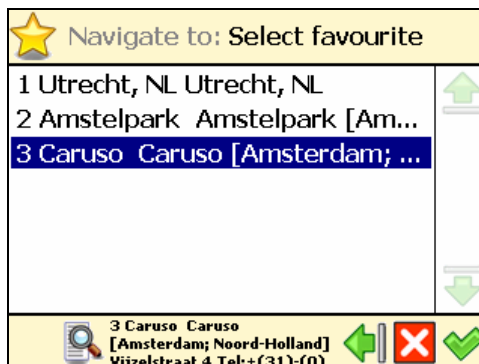 Navigate to: Select favourite
1 Utrecht, NL Utrecht, NL
2 Amstelpark Amstelpark [Am...
3 Caruso Caruso [Amsterdam; ...
3 Caruso Caruso
[Amsterdam; Noord-Holland]
Vijzelstraat 4 Tel:+(31)-(0)